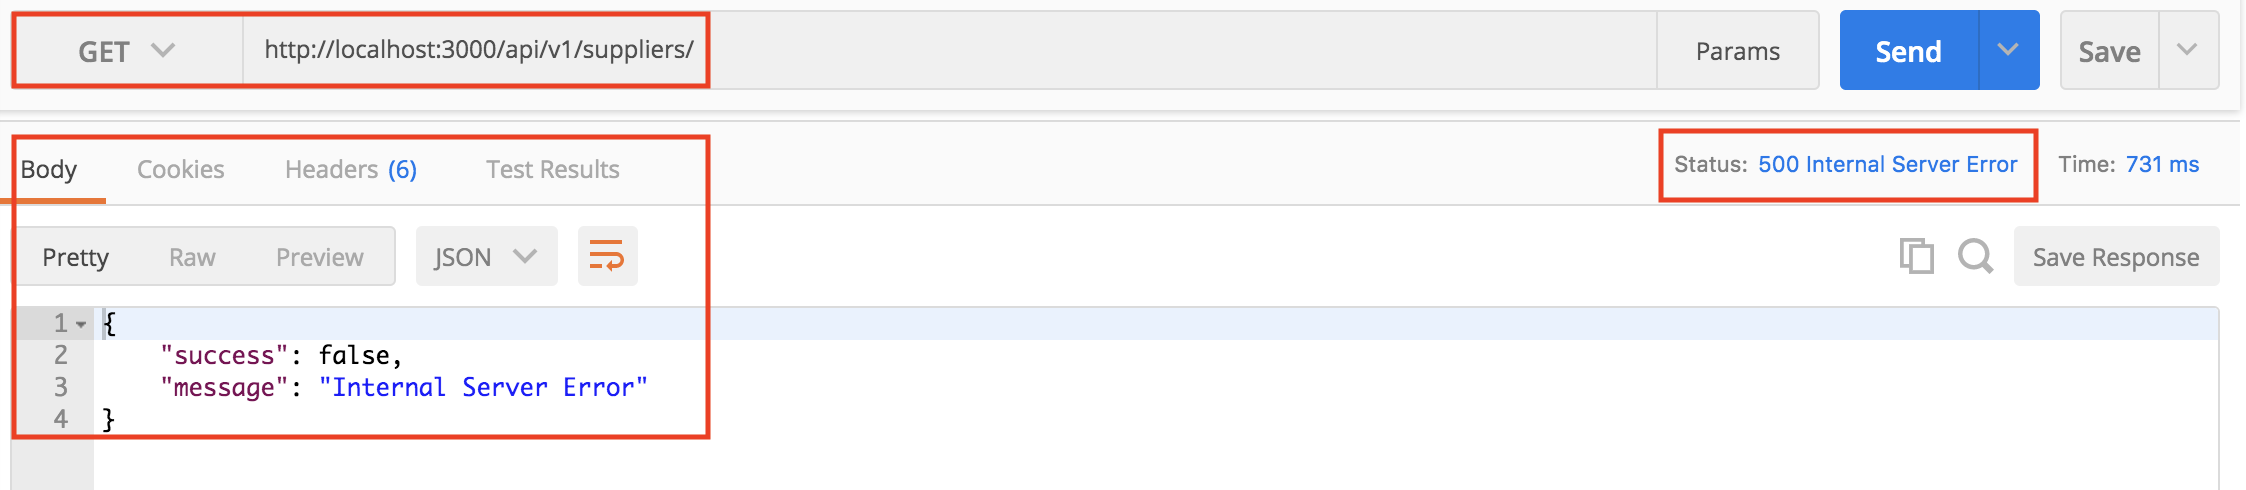 GET http://localhost:3000/api/v1/suppliers/ Params Send Save
Body Cookies Headers (6) Test Results Status: 500 Internal Server Error Time: 731 ms
Pretty Raw Preview JSON Save Response
1 {
2 "success": false,
3 "message": "Internal Server Error"
4 }